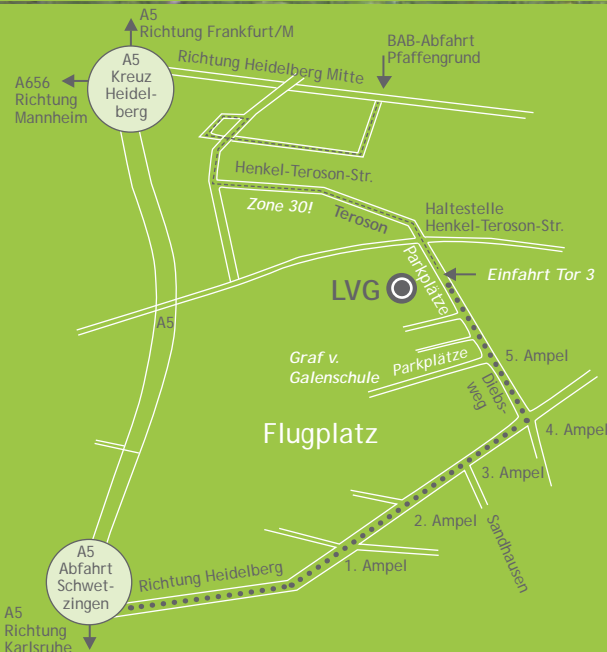 A5
Richtung Frankfurt/M
A5
Kreuz
Heidel-
berg
A656
Richtung
Mannheim
Richtung Heidelberg Mitte
BAB-Abfahrt
Pfaffengrund
Henkel-Teroson-Str.
Zone 30!
Teroson
Haltestelle
Henkel-Teroson-Str.
Parkplätze
Einfahrt Tor 3
LVG
A5
Graf v.
Galenschule
Parkplätze
5. Ampel
Diebs-
weg
Flugplatz
4. Ampel
3. Ampel
2. Ampel
Sandhausen
1. Ampel
A5
Abfahrt
Schwet-
zingen
Richtung Heidelberg
A5
Richtung
Karlsruhe